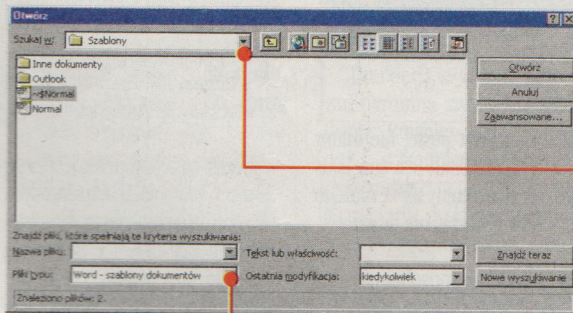 Otwórz
Szukaj w: Szablony
Inne dokumenty
Outlook
~$Normal
Normal
Otwórz
Anuluj
Zaawansowane...
Znajdź pliki, które spełniają te kryteria wyszukiwania:
Nazwa pliku: Tekst lub właściwość: Znajdź teraz
Pliki typu: Word - szablony dokumentów Ostatnia modyfikacja: kiedykolwiek Nowe wyszukiwanie
Znaleziono plików: 2.